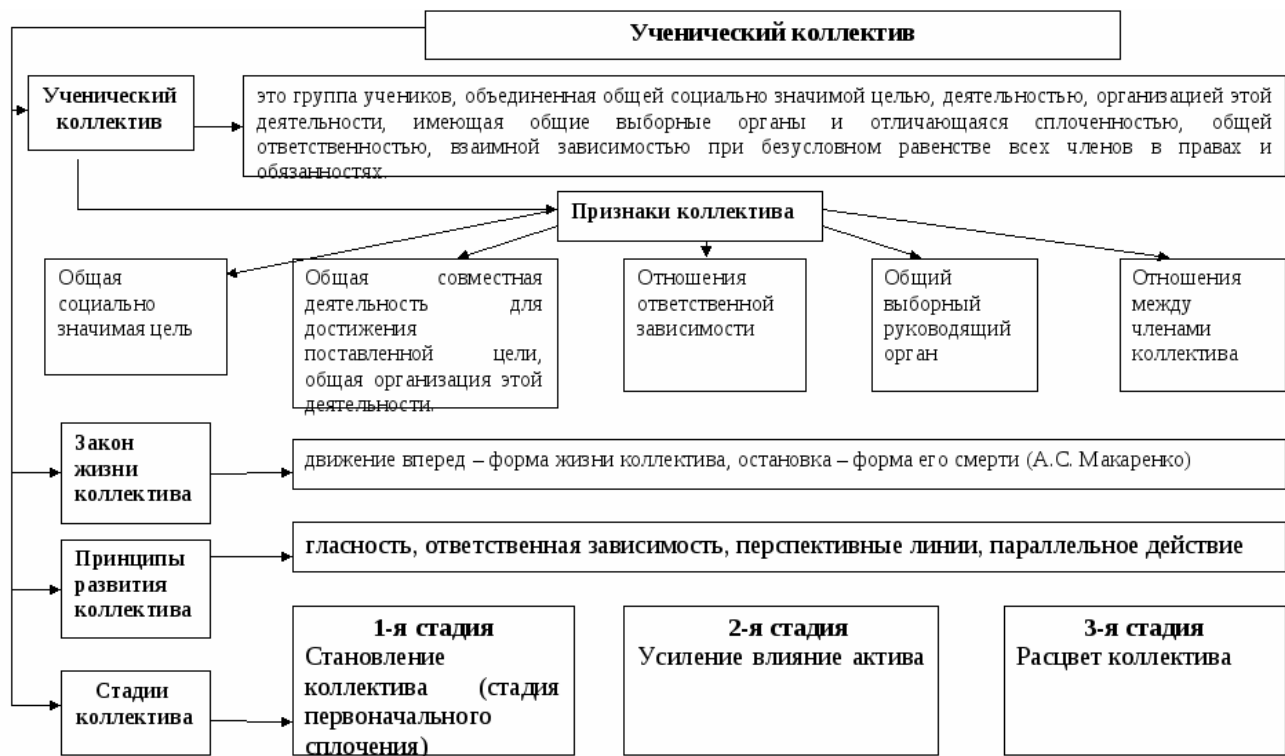 Ученический коллектив
Ученический
коллектив
это группа учеников, объединенная общей социально значимой целью, деятельностью, организацией этой
деятельности, имеющая общие выборные органы и отличающаяся сплоченностью, общей
ответственностью, взаимной зависимостью при безусловном равенстве всех членов в правах и
обязанностях.
Признаки коллектива
Общая
социально
значимая цель
Общая совместная
деятельность для
достижения
поставленной цели,
общая организация этой
деятельности.
Отношения
ответственной
зависимости
Общий
выборный
руководящий
орган
Отношения
между
членами
коллектива
Закон
жизни
коллектива
движение вперед – форма жизни коллектива, остановка – форма его смерти (А.С. Макаренко)
Принципы
развития
коллектива
гласность, ответственная зависимость, перспективные линии, параллельное действие
Стадии
коллектива
1-я стадия
Становление
коллектива (стадия
первоначального
сплочения)
2-я стадия
Усиление влияние актива
3-я стадия
Расцвет коллектива